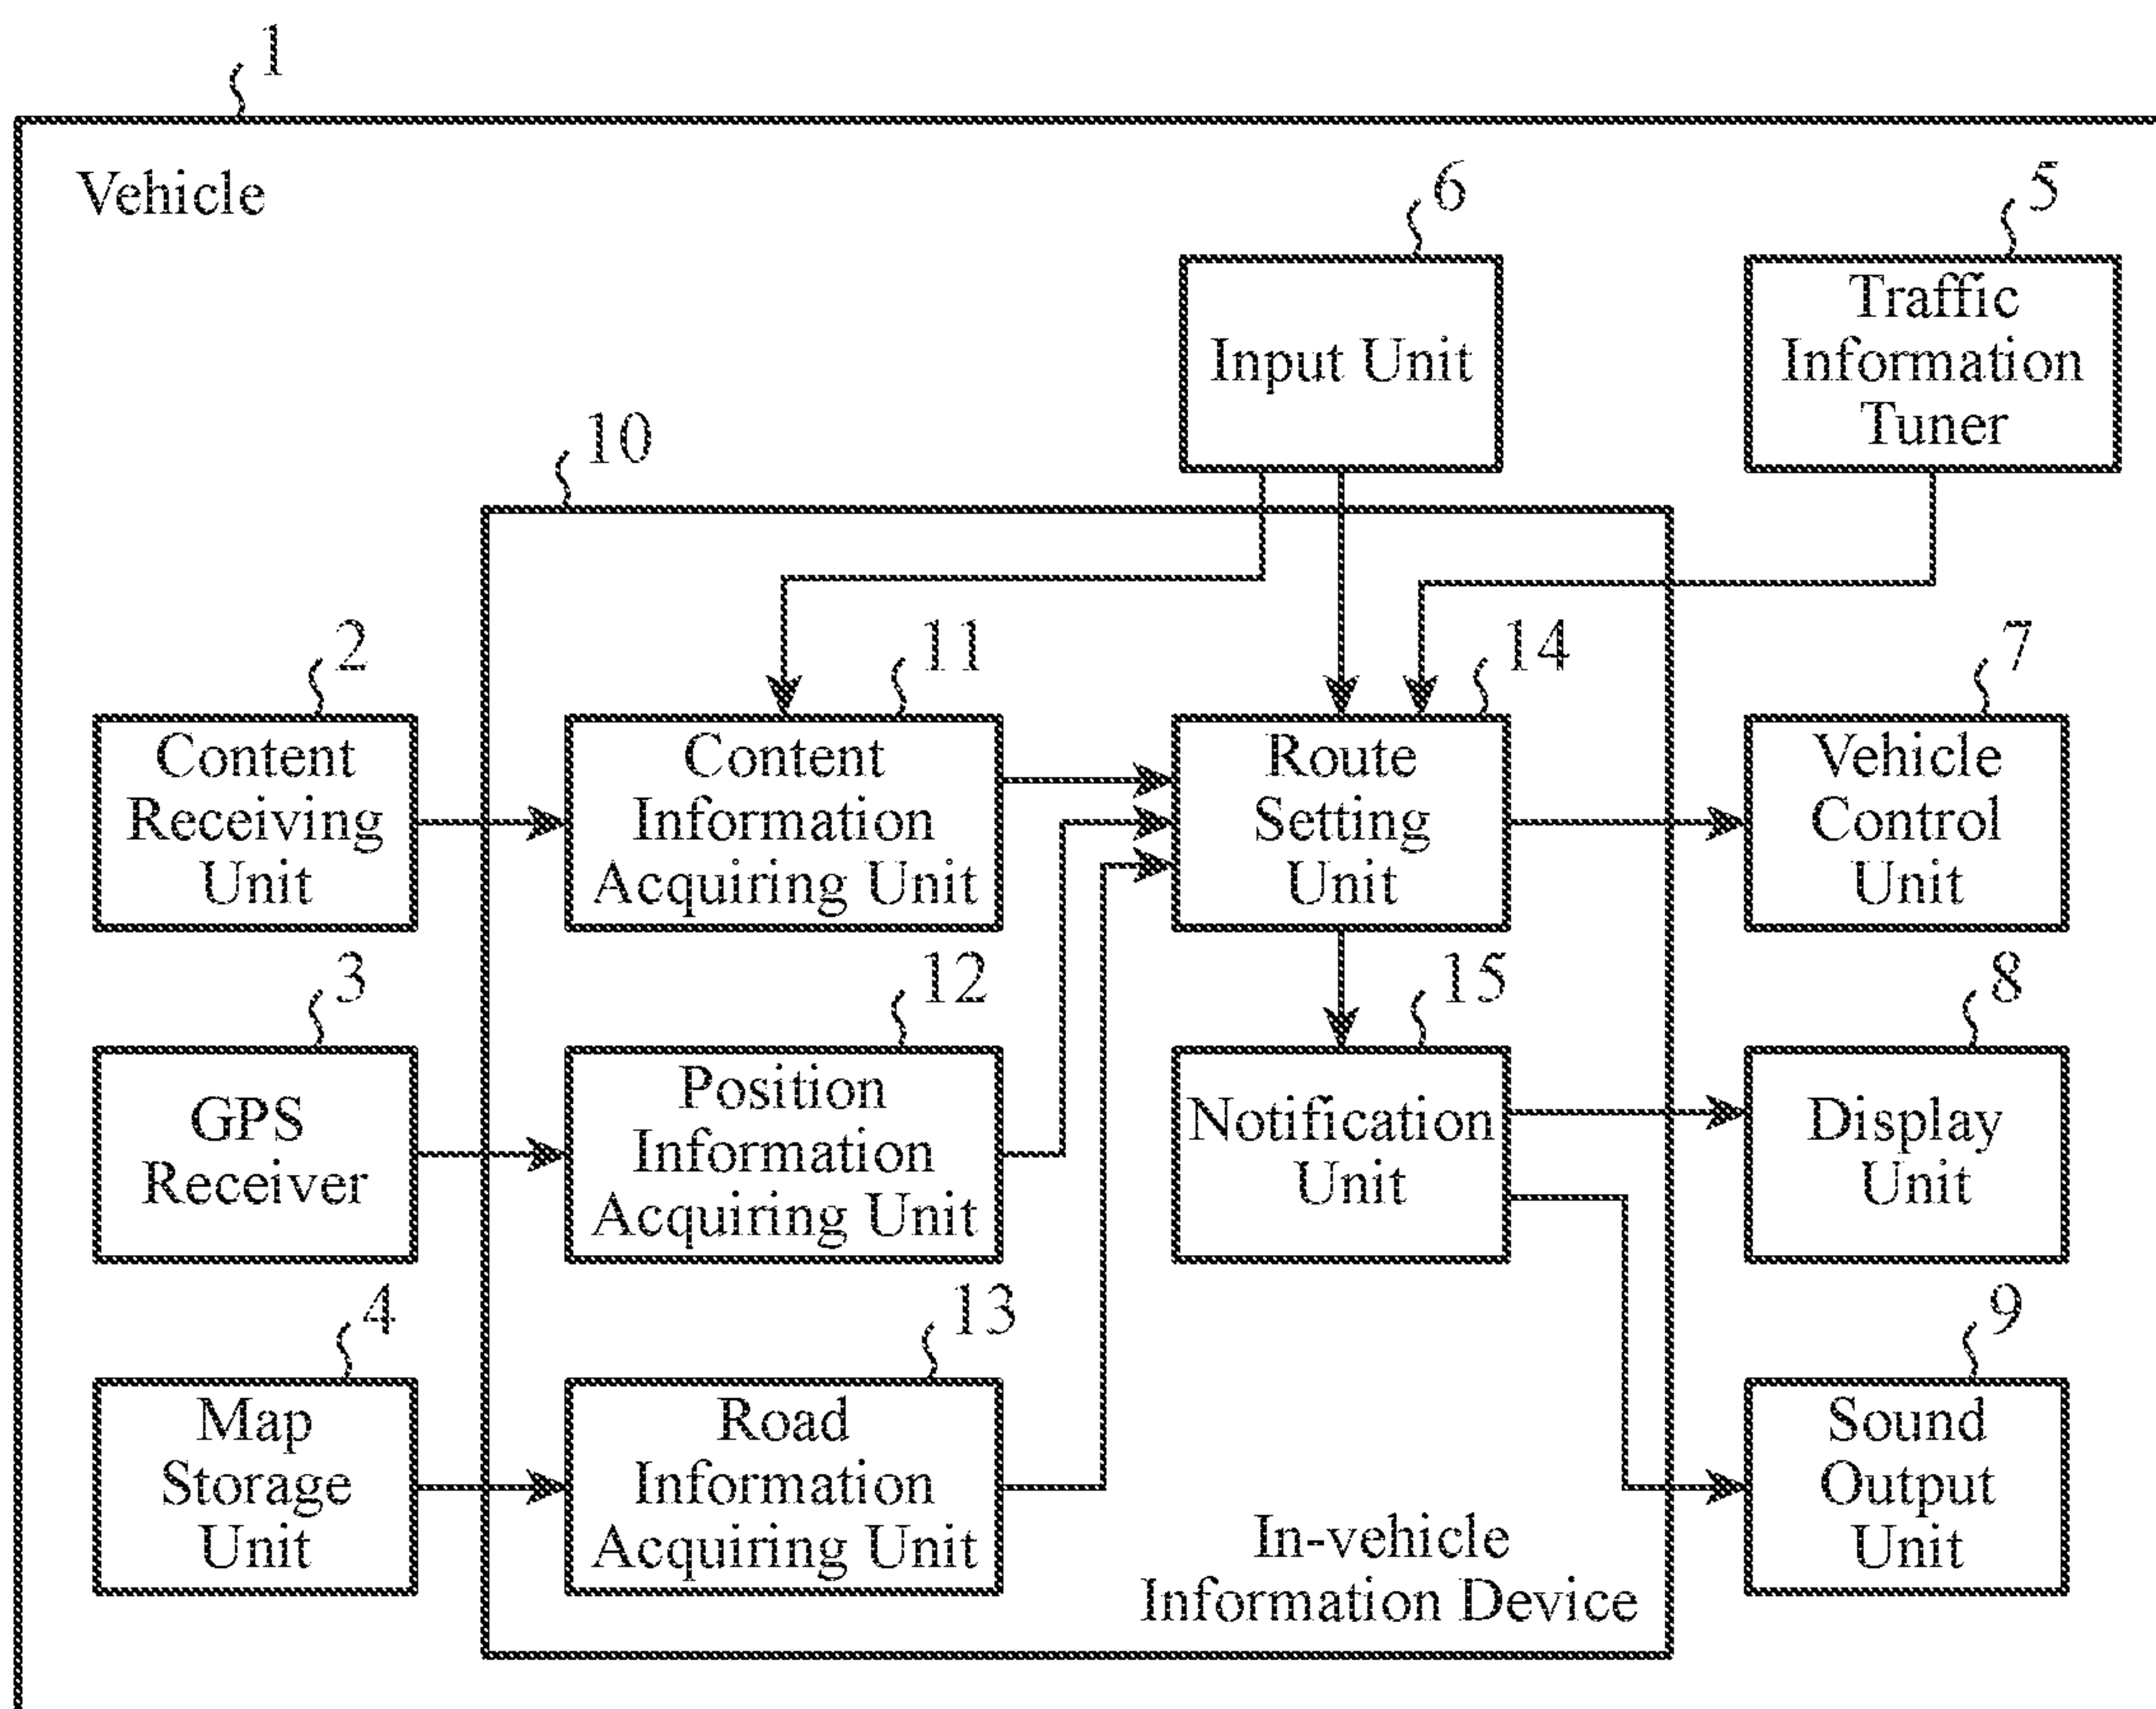 1
Vehicle
6
5
Input Unit
Traffic
Information
Tuner
10
2
11
14
7
Content
Receiving
Unit
Content
Information
Acquiring Unit
Route
Setting
Unit
Vehicle
Control
Unit
3
12
15
8
GPS
Receiver
Position
Information
Acquiring Unit
Notification
Unit
Display
Unit
4
13
9
Map
Storage
Unit
Road
Information
Acquiring Unit
Sound
Output
Unit
In-vehicle
Information Device